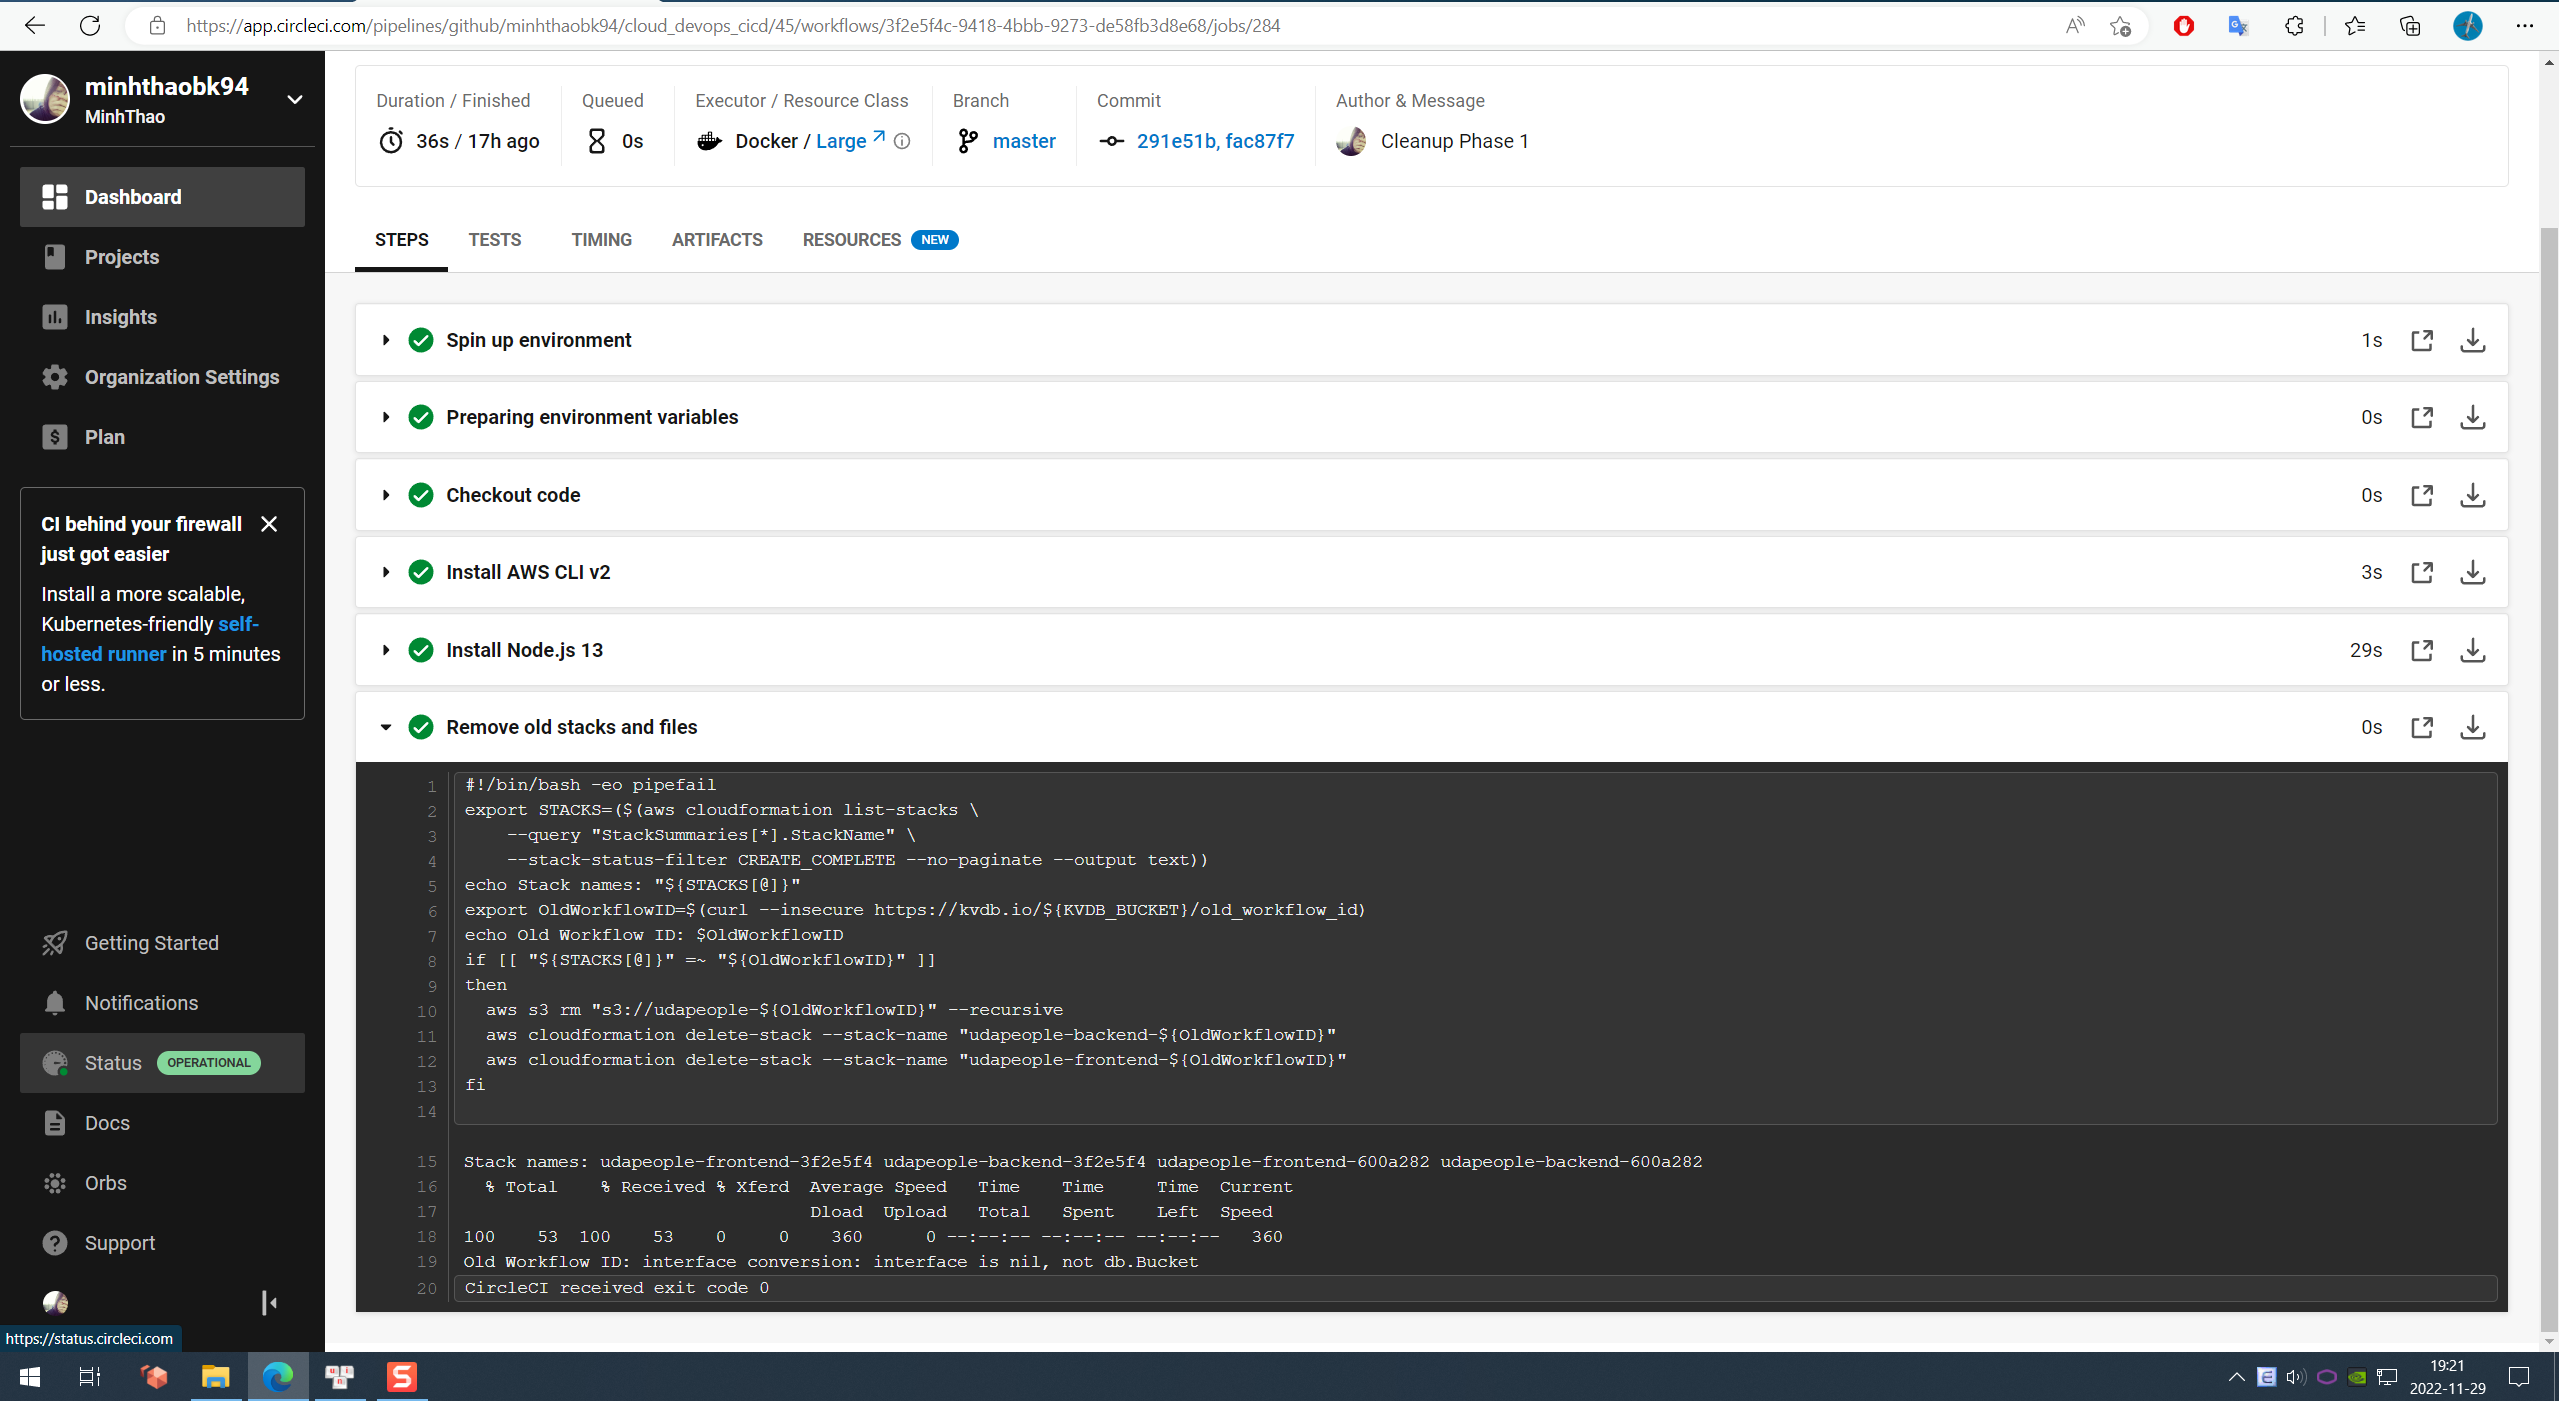 https://app.circleci.com/pipelines/github/minhthaobk94/cloud_devops_cicd/45/workflows/3f2e5f4c-9418-4bbb-9273-de58fb3d8e68/jobs/284
minhthaobk94
MinhThao
Dashboard
Projects
Insights
Organization Settings
Plan
CI behind your firewall
just got easier
Install a more scalable,
Kubernetes-friendly self-
hosted runner in 5 minutes
or less.
Getting Started
Notifications
Status OPERATIONAL
Docs
Orbs
Support
https://status.circleci.com
Duration / Finished
36s / 17h ago
Queued
0s
Executor / Resource Class
Docker / Large
Branch
master
Commit
291e51b, fac87f7
Author & Message
Cleanup Phase 1
STEPS TESTS TIMING ARTIFACTS RESOURCES NEW
Spin up environment 1s
Preparing environment variables 0s
Checkout code 0s
Install AWS CLI v2 3s
Install Node.js 13 29s
Remove old stacks and files 0s
1 #!/bin/bash -eo pipefail
2 export STACKS=($(aws cloudformation list-stacks \
3     --query "StackSummaries[*].StackName" \
4     --stack-status-filter CREATE_COMPLETE --no-paginate --output text))
5 echo Stack names: "${STACKS[@]}"
6 export OldWorkflowID=$(curl --insecure https://kvdb.io/${KVDB_BUCKET}/old_workflow_id)
7 echo Old Workflow ID: $OldWorkflowID
8 if [[ "${STACKS[@]}" =~ "${OldWorkflowID}" ]]
9 then
10   aws s3 rm "s3://udapeople-${OldWorkflowID}" --recursive
11   aws cloudformation delete-stack --stack-name "udapeople-backend-${OldWorkflowID}"
12   aws cloudformation delete-stack --stack-name "udapeople-frontend-${OldWorkflowID}"
13 fi
14
15 Stack names: udapeople-frontend-3f2e5f4 udapeople-backend-3f2e5f4 udapeople-frontend-600a282 udapeople-backend-600a282
16   % Total    % Received % Xferd  Average Speed   Time    Time     Time  Current
17                                  Dload  Upload   Total   Spent    Left  Speed
18 100    53  100    53    0     0    360      0 --:--:-- --:--:-- --:--:--   360
19 Old Workflow ID: interface conversion: interface is nil, not db.Bucket
20 CircleCI received exit code 0
19:21
2022-11-29